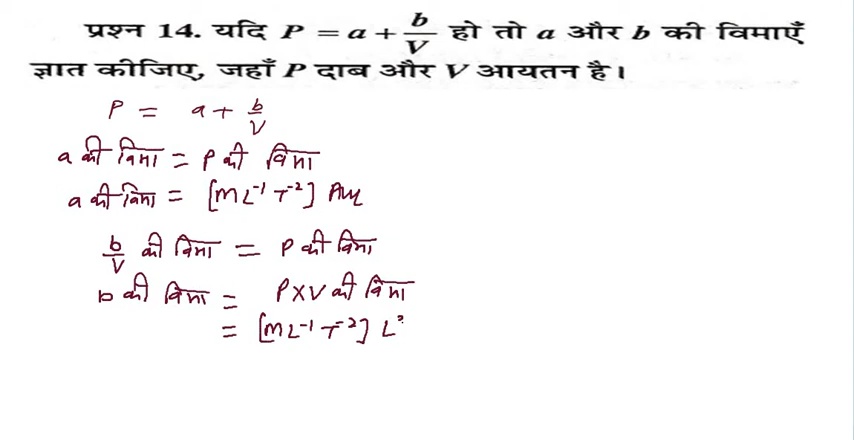 प्रश्न 14. यदि P = a + b/V हो तो a और b की विमाएँ
ज्ञात कीजिए, जहाँ P दाब और V आयतन है।
P = a + b/V
a की विमा = P की विमा
a की विमा = [ML⁻¹T⁻²] Ans
b/V की विमा = P की विमा
b की विमा = P×V की विमा
= [ML⁻¹T⁻²] L³